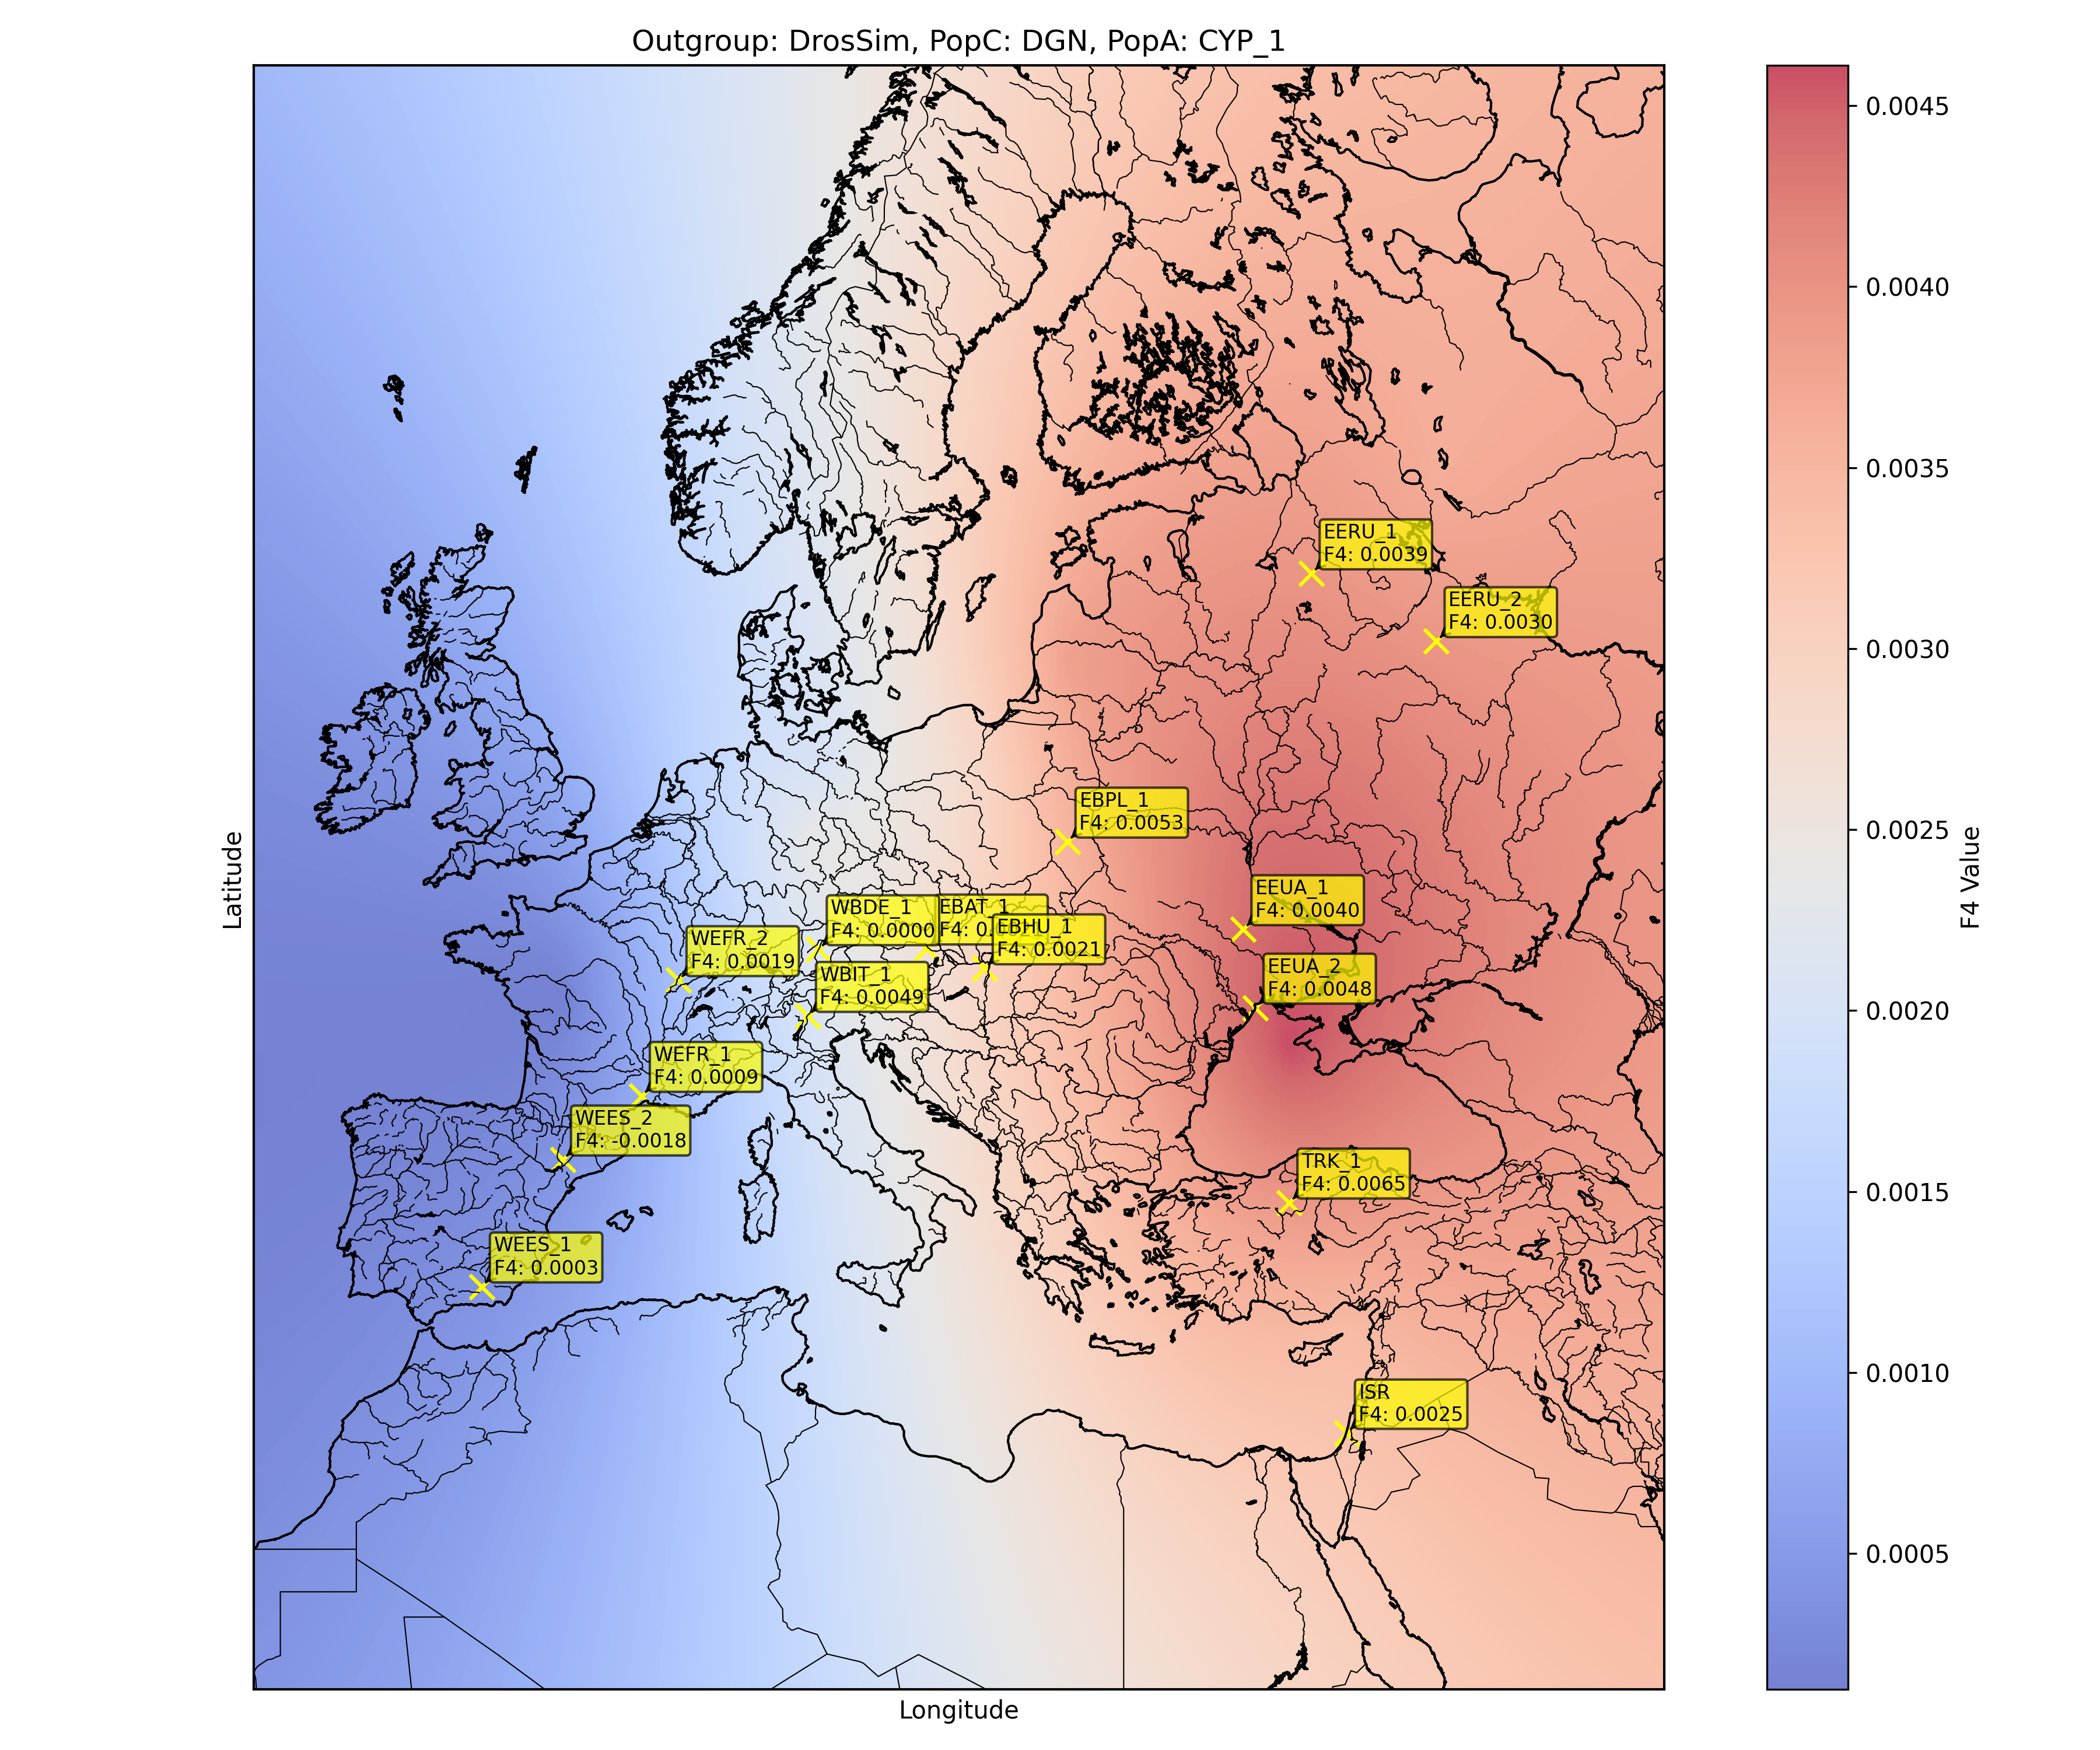 Outgroup: DrosSim, PopC: DGN, PopA: CYP_1
0.0045
0.0040
0.0035
0.0030
0.0025
0.0020
0.0015
0.0010
0.0005
F4 Value
Latitude
Longitude
EERU_1
F4: 0.0039
EERU_2
F4: 0.0030
EBPL_1
F4: 0.0053
EEUA_1
F4: 0.0040
WBDE_1
F4: 0.0000
EBAT_1
F4:
EBHU_1
F4: 0.0021
WEFR_2
F4: 0.0019
WBIT_1
F4: 0.0049
EEUA_2
F4: 0.0048
WEFR_1
F4: 0.0009
WEES_2
F4: -0.0018
TRK_1
F4: 0.0065
WEES_1
F4: 0.0003
ISR
F4: 0.0025